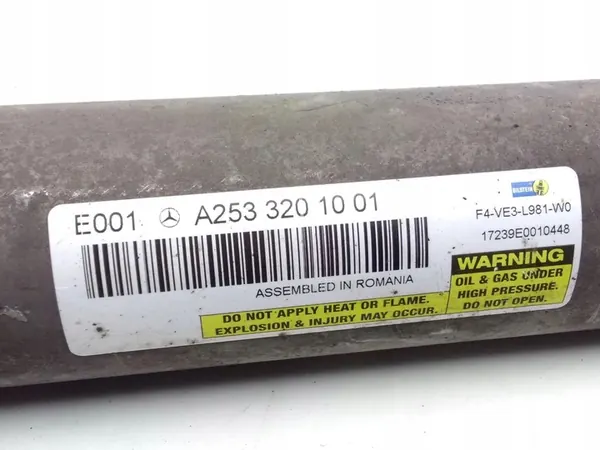 E001 A253 320 10 01
BILSTEIN
F4-VE3-L981-W0
17239E0010448
ASSEMBLED IN ROMANIA
DO NOT APPLY HEAT OR FLAME.
EXPLOSION & INJURY MAY OCCUR.
WARNING
OIL & GAS UNDER
HIGH PRESSURE.
DO NOT OPEN.